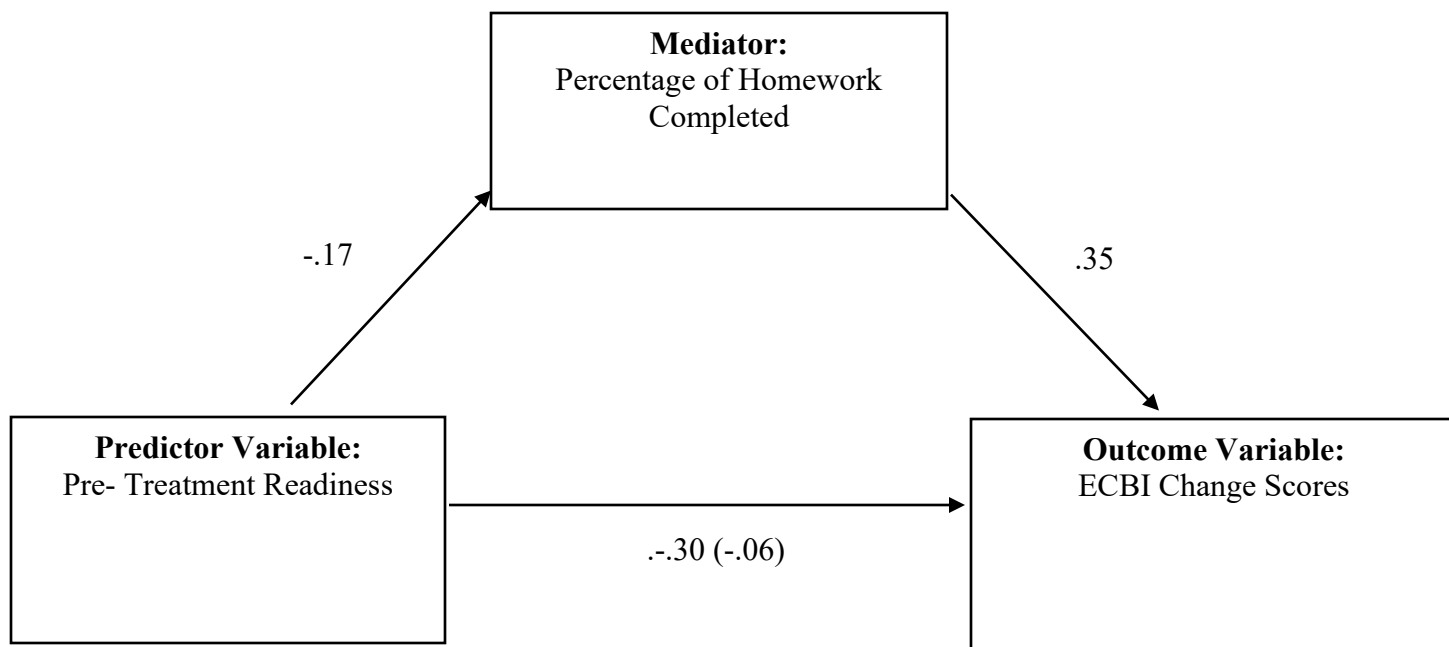 Mediator:
Percentage of Homework
Completed
-.17
.35
Predictor Variable:
Pre- Treatment Readiness
Outcome Variable:
ECBI Change Scores
.-.30 (-.06)